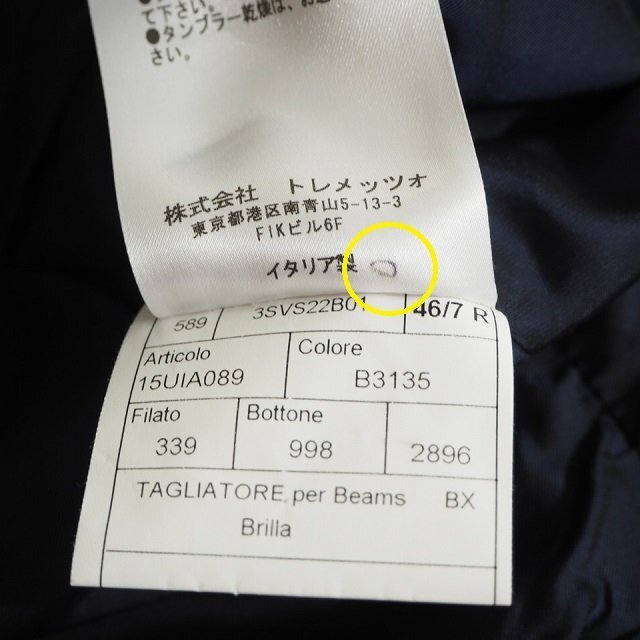 て下さい。
●タンブラー乾燥は、お避
さい。
株式会社 トレメッツォ
東京都港区南青山5-13-3
FIKビル6F
イタリア製
589 3SVS22B01 46/7 R
Articolo Colore
15UIA089 B3135
Filato Bottone
339 998 2896
TAGLIATORE per Beams BX
Brilla